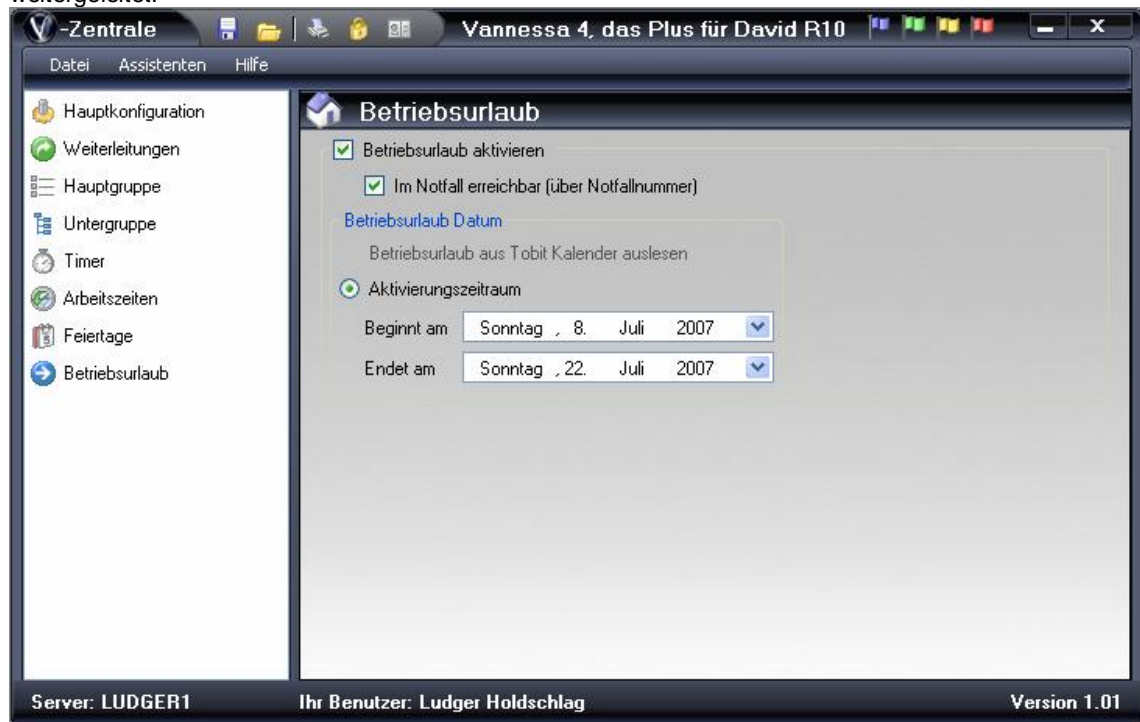 weitergeleitet.
V-Zentrale Vannessa 4, das Plus für David R10 X
Datei Assistenten Hilfe
Hauptkonfiguration
Weiterleitungen
Hauptgruppe
Untergruppe
Timer
Arbeitszeiten
Feiertage
Betriebsurlaub
Betriebsurlaub
Betriebsurlaub aktivieren
Im Notfall erreichbar (über Notfallnummer)
Betriebsurlaub Datum
Betriebsurlaub aus Tobit Kalender auslesen
Aktivierungszeitraum
Beginnt am Sonntag , 8. Juli 2007
Endet am Sonntag , 22. Juli 2007
Server: LUDGER1 Ihr Benutzer: Ludger Holdschlag Version 1.01